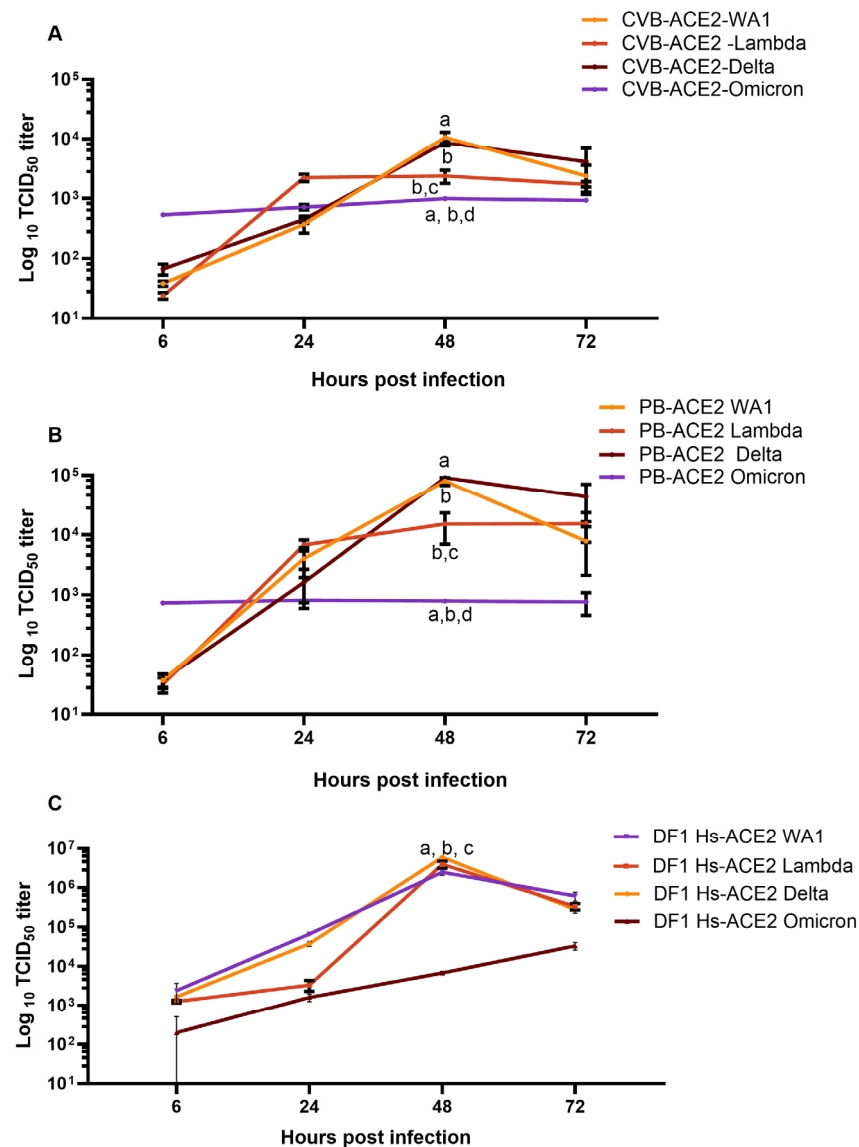 A
CVB-ACE2-WA1
CVB-ACE2 -Lambda
CVB-ACE2-Delta
CVB-ACE2-Omicron
10⁵
10⁴
10³
10²
10¹
Log ₁₀ TCID₅₀ titer
a
b
b,c
a, b,d
6 24 48 72
Hours post infection
B
PB-ACE2 WA1
PB-ACE2 Lambda
PB-ACE2 Delta
PB-ACE2 Omicron
10⁵
10⁴
10³
10²
10¹
Log ₁₀ TCID₅₀ titer
a
b
b,c
a,b,d
6 24 48 72
Hours post infection
C
DF1 Hs-ACE2 WA1
DF1 Hs-ACE2 Lambda
DF1 Hs-ACE2 Delta
DF1 Hs-ACE2 Omicron
10⁷
10⁶
10⁵
10⁴
10³
10²
10¹
Log ₁₀ TCID₅₀ titer
a, b, c
6 24 48 72
Hours post infection